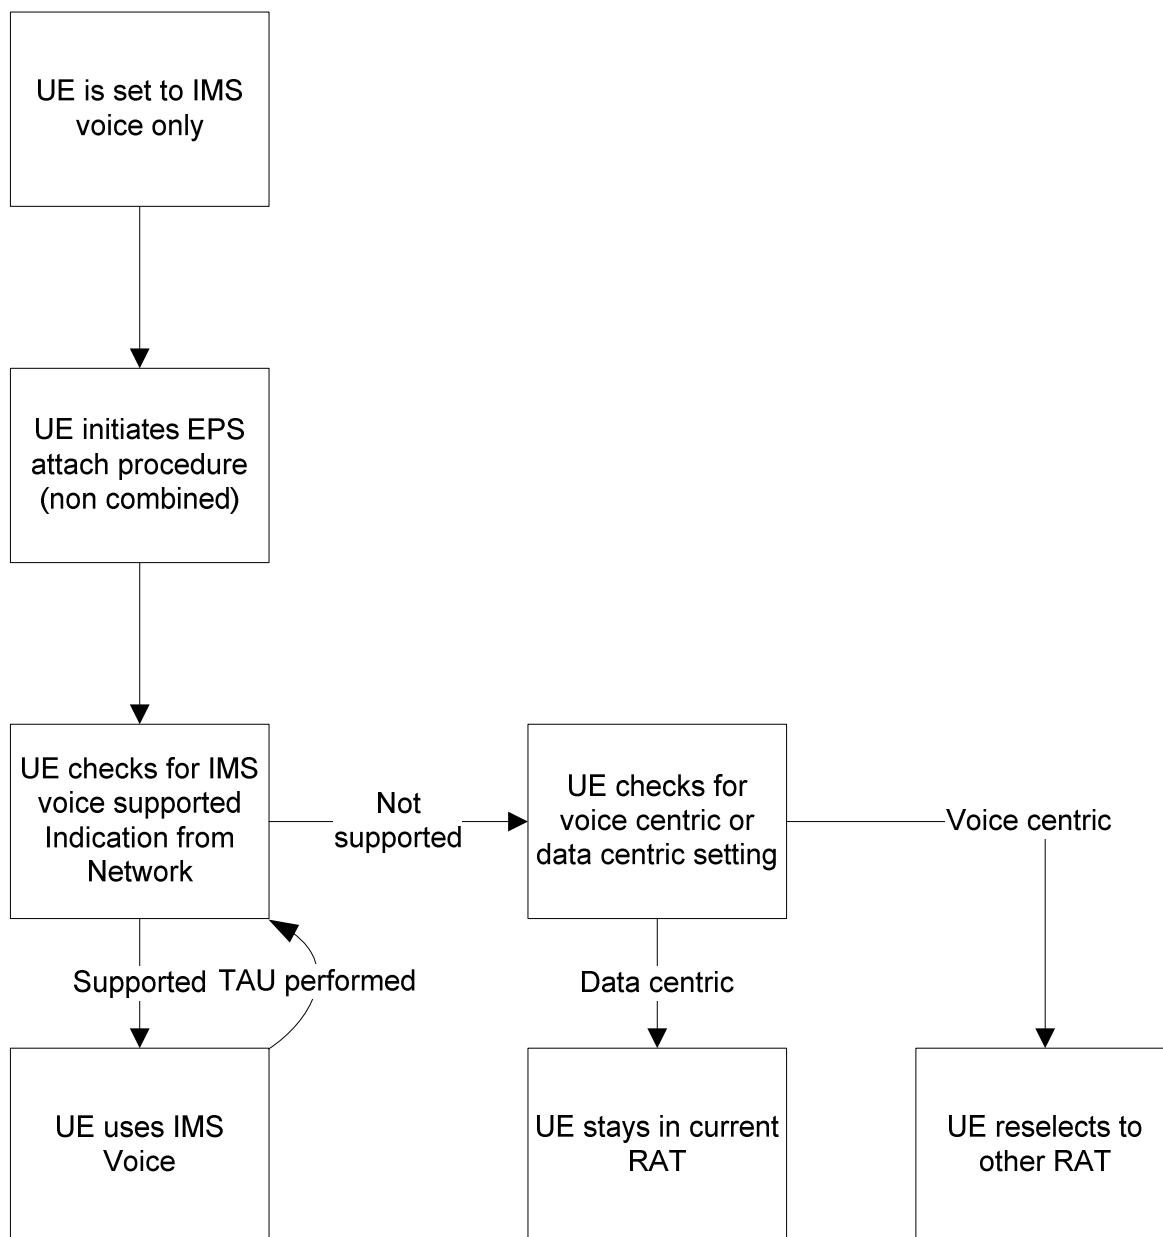 UE is set to IMS
voice only
UE initiates EPS
attach procedure
(non combined)
UE checks for IMS
voice supported
Indication from
Network
Not
supported
UE checks for
voice centric or
data centric setting
Voice centric
Supported
TAU performed
Data centric
UE uses IMS
Voice
UE stays in current
RAT
UE reselects to
other RAT